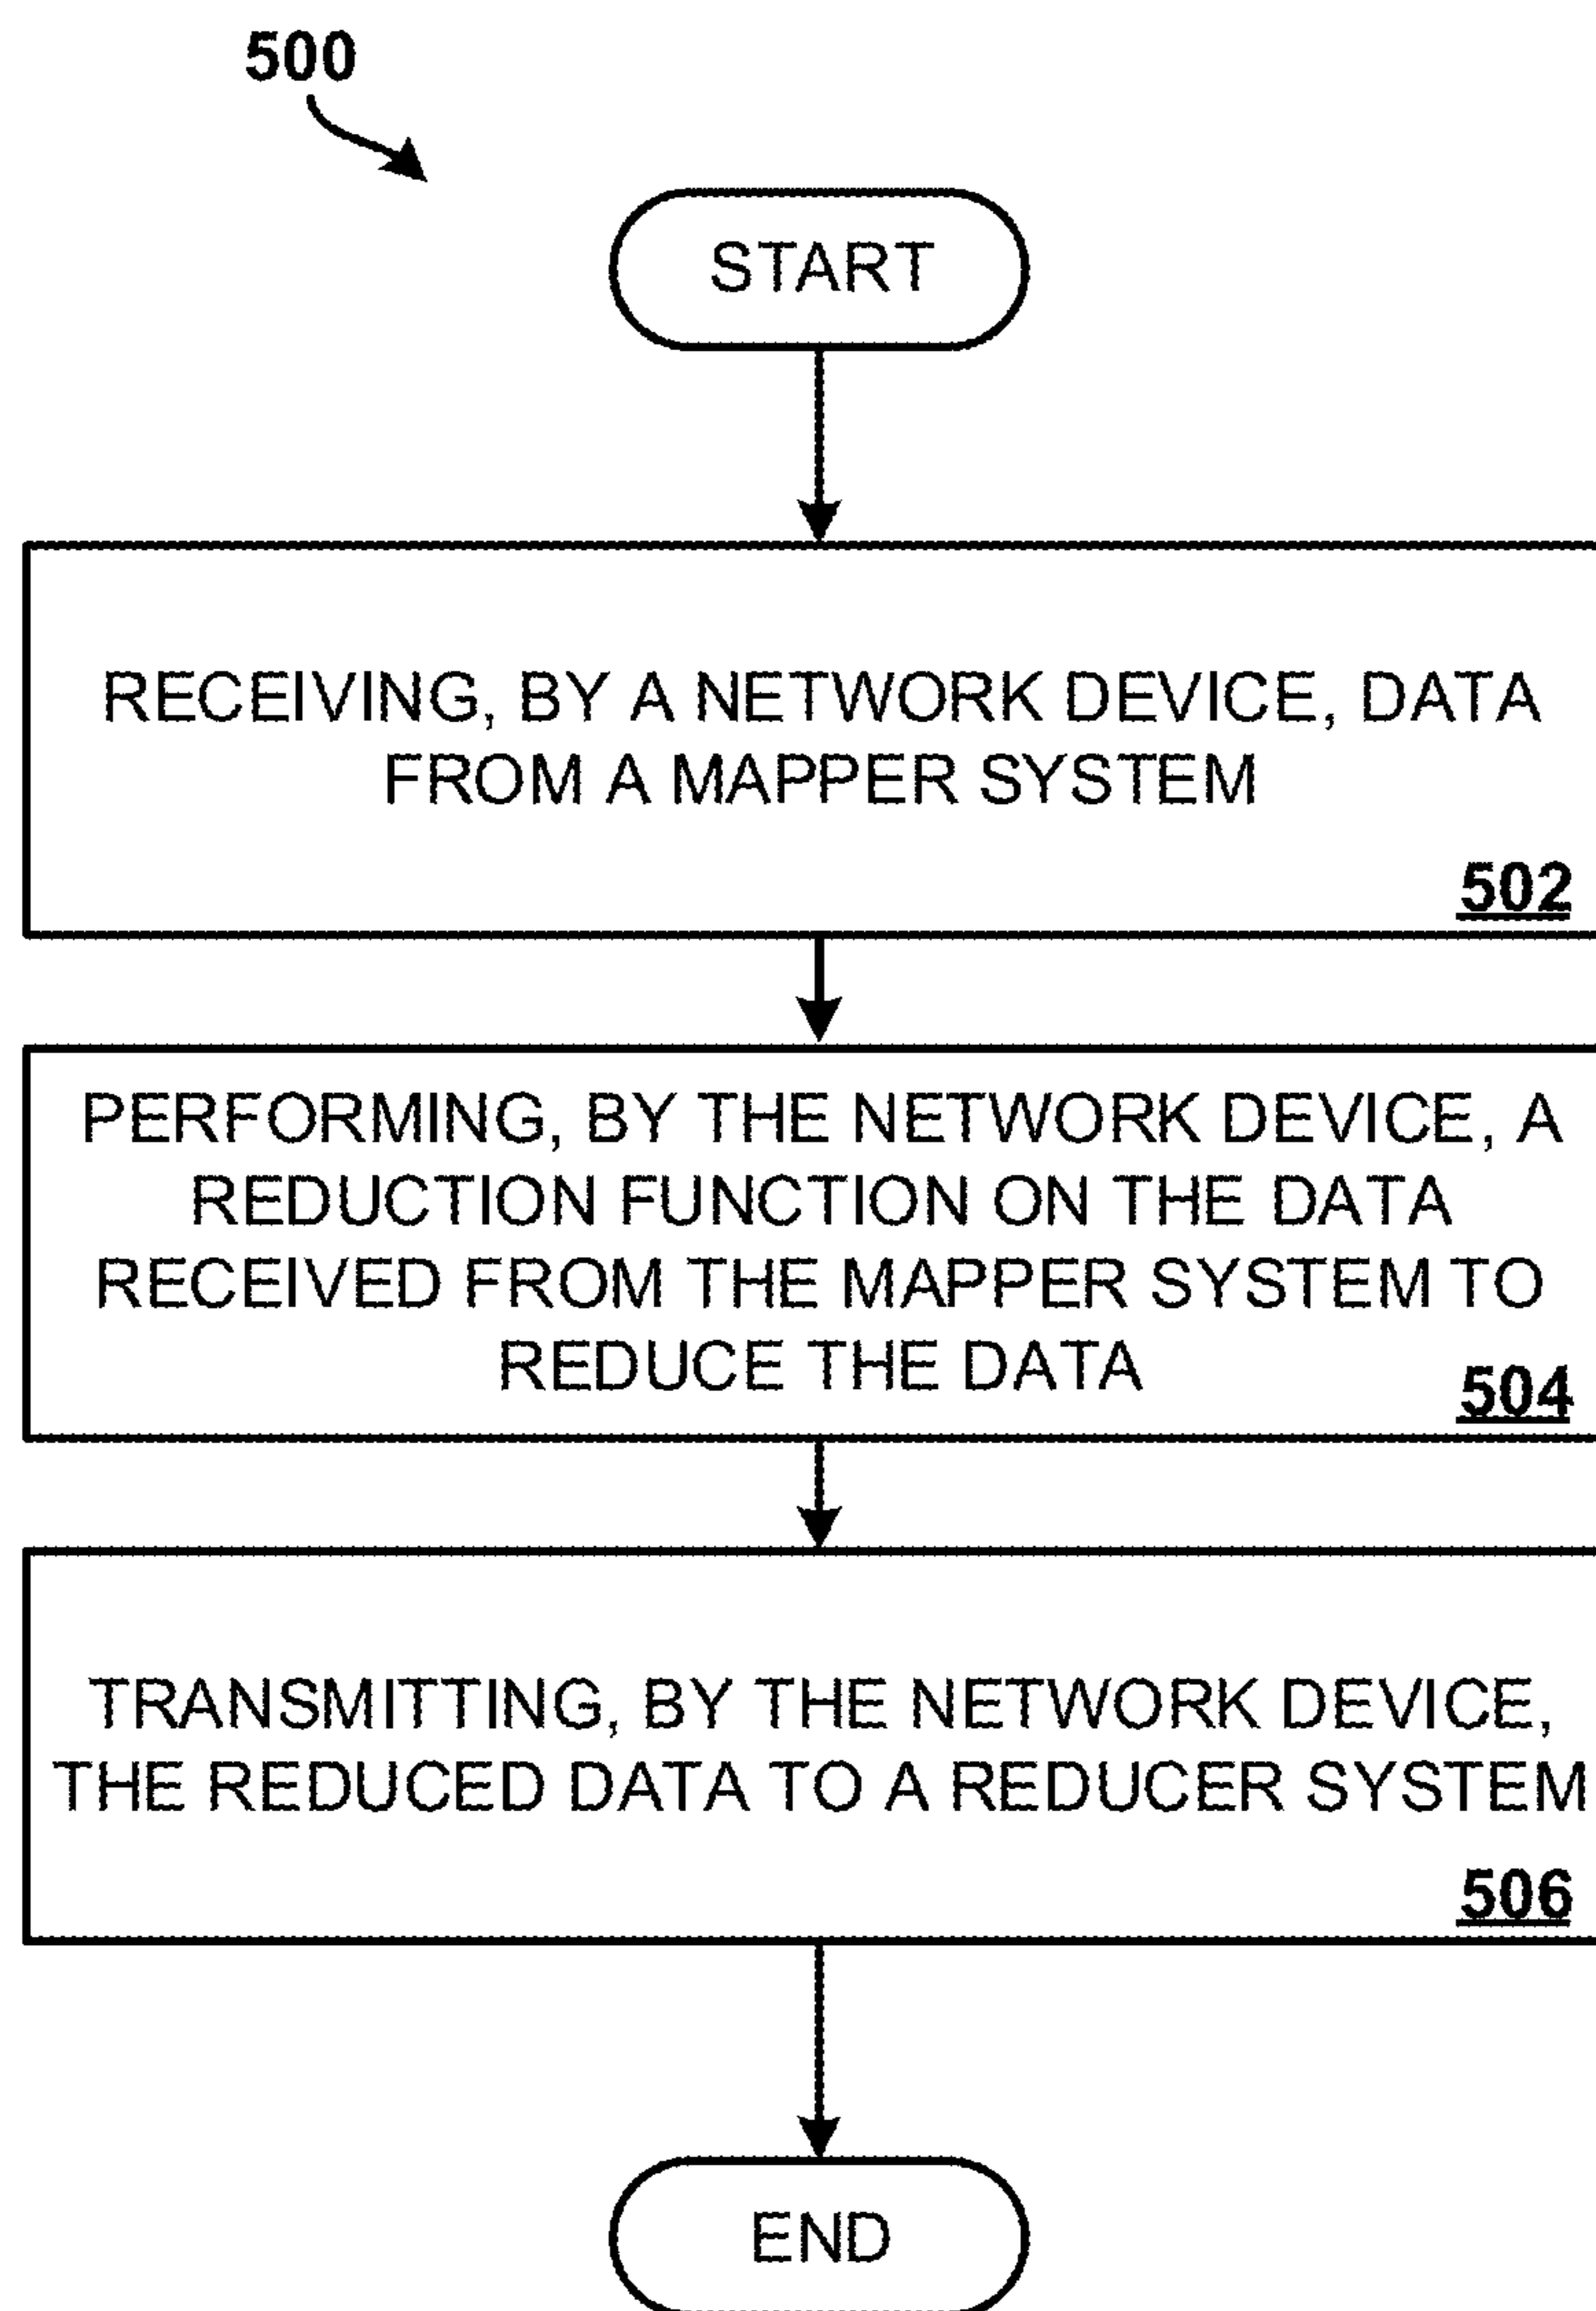 500
START
RECEIVING, BY A NETWORK DEVICE, DATA
FROM A MAPPER SYSTEM
502
PERFORMING, BY THE NETWORK DEVICE, A
REDUCTION FUNCTION ON THE DATA
RECEIVED FROM THE MAPPER SYSTEM TO
REDUCE THE DATA
504
TRANSMITTING, BY THE NETWORK DEVICE,
THE REDUCED DATA TO A REDUCER SYSTEM
506
END